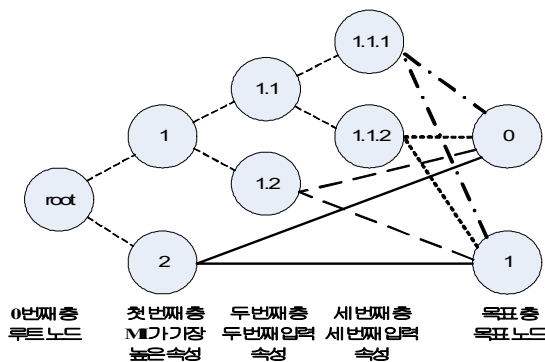 1.1.1
1.1
1
1.1.2
0
1.2
root
2
1
0번째 층
루트 노드
첫 번째 층
MI가 가장
높은 속성
두 번째 층
두 번째 입력
속성
세 번째 층
세 번째 입력
속성
목표 층
목표 노드